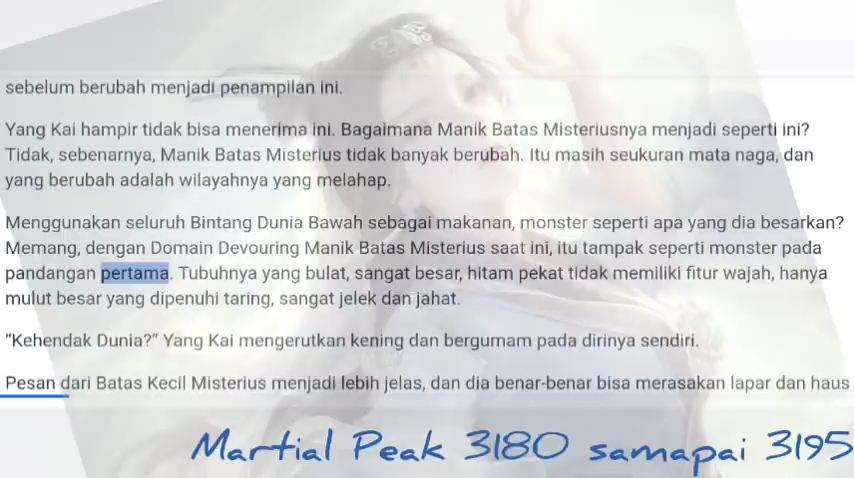 sebelum berubah menjadi penampilan ini.
Yang Kai hampir tidak bisa menerima ini. Bagaimana Manik Batas Misteriusnya menjadi seperti ini?
Tidak, sebenarnya, Manik Batas Misterius tidak banyak berubah. Itu masih seukuran mata naga, dan
yang berubah adalah wilayahnya yang melahap.
Menggunakan seluruh Bintang Dunia Bawah sebagai makanan, monster seperti apa yang dia besarkan?
Memang, dengan Domain Devouring Manik Batas Misterius saat ini, itu tampak seperti monster pada
pandangan pertama. Tubuhnya yang bulat, sangat besar, hitam pekat tidak memiliki fitur wajah, hanya
mulut besar yang dipenuhi taring, sangat jelek dan jahat.
“Kehendak Dunia?” Yang Kai mengerutkan kening dan bergumam pada dirinya sendiri.
Pesan dari Batas Kecil Misterius menjadi lebih jelas, dan dia benar-benar bisa merasakan lapar dan haus
Martial Peak 3180 samapai 3195